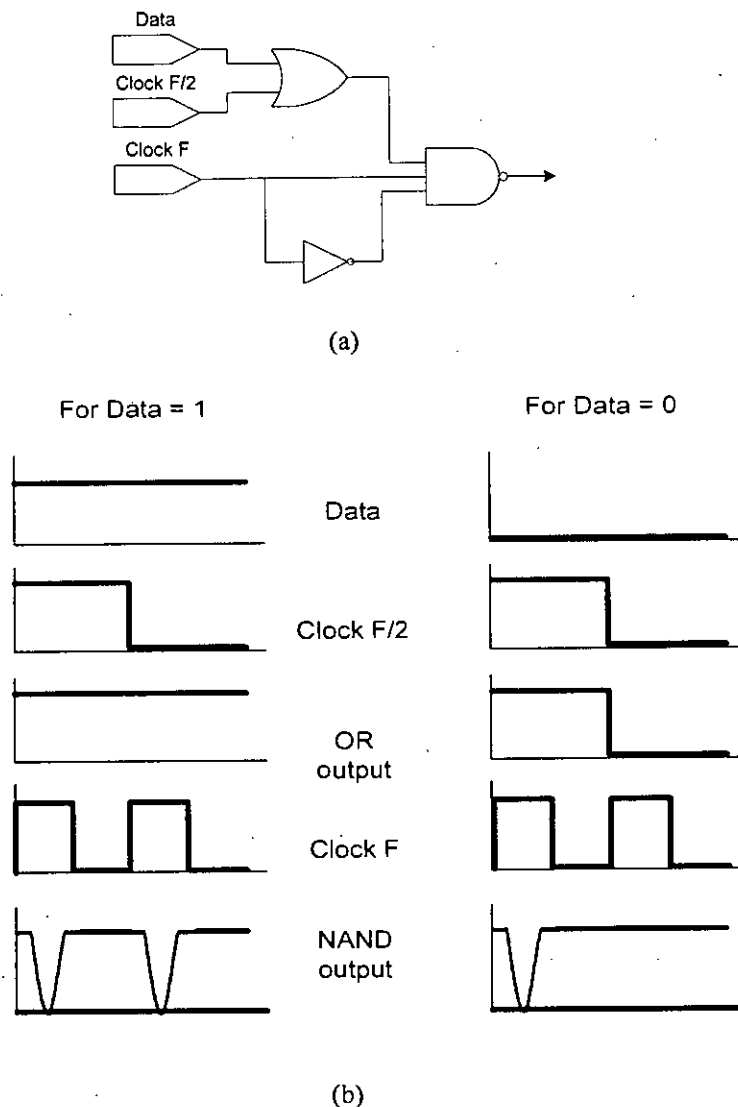 Data
Clock F/2
Clock F
(a)
For Data = 1
For Data = 0
Data
Clock F/2
OR
output
Clock F
NAND
output
(b)